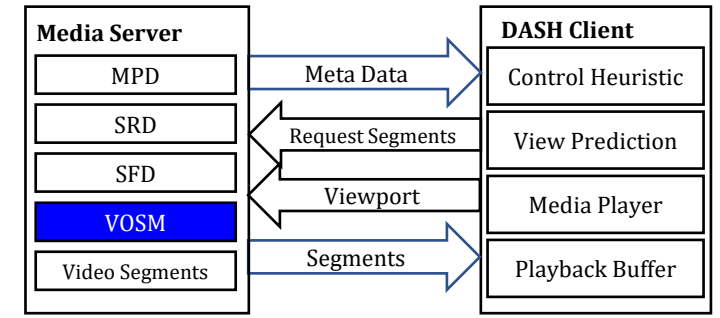 Media Server
MPD
SRD
SFD
VOSM
Video Segments
Meta Data
Request Segments
Viewport
Segments
DASH Client
Control Heuristic
View Prediction
Media Player
Playback Buffer